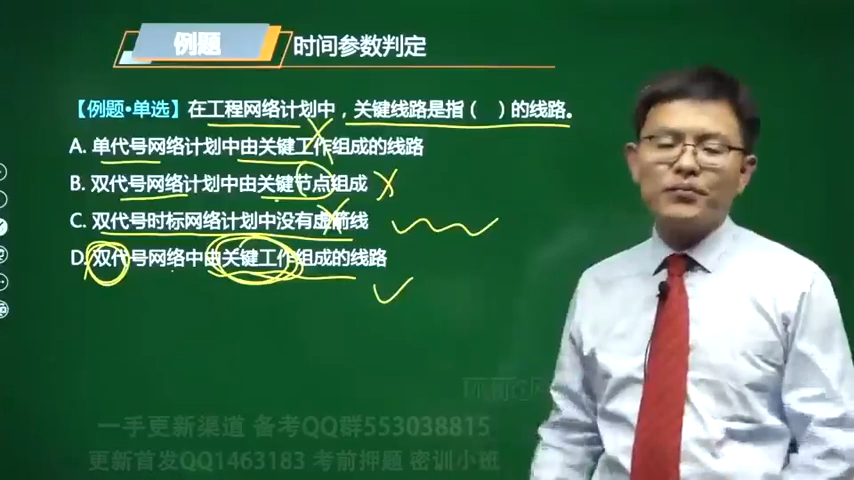 例题
时间参数判定
【例题•单选】在工程网络计划中，关键线路是指（ ）的线路。
A. 单代号网络计划中由关键工作组成的线路
B. 双代号网络计划中由关键节点组成
C. 双代号时标网络计划中没有虚箭线
D. 双代号网络中由关键工作组成的线路
一手更新渠道 备考QQ群553038815
更新首发QQ1463183 考前押题 密训小班